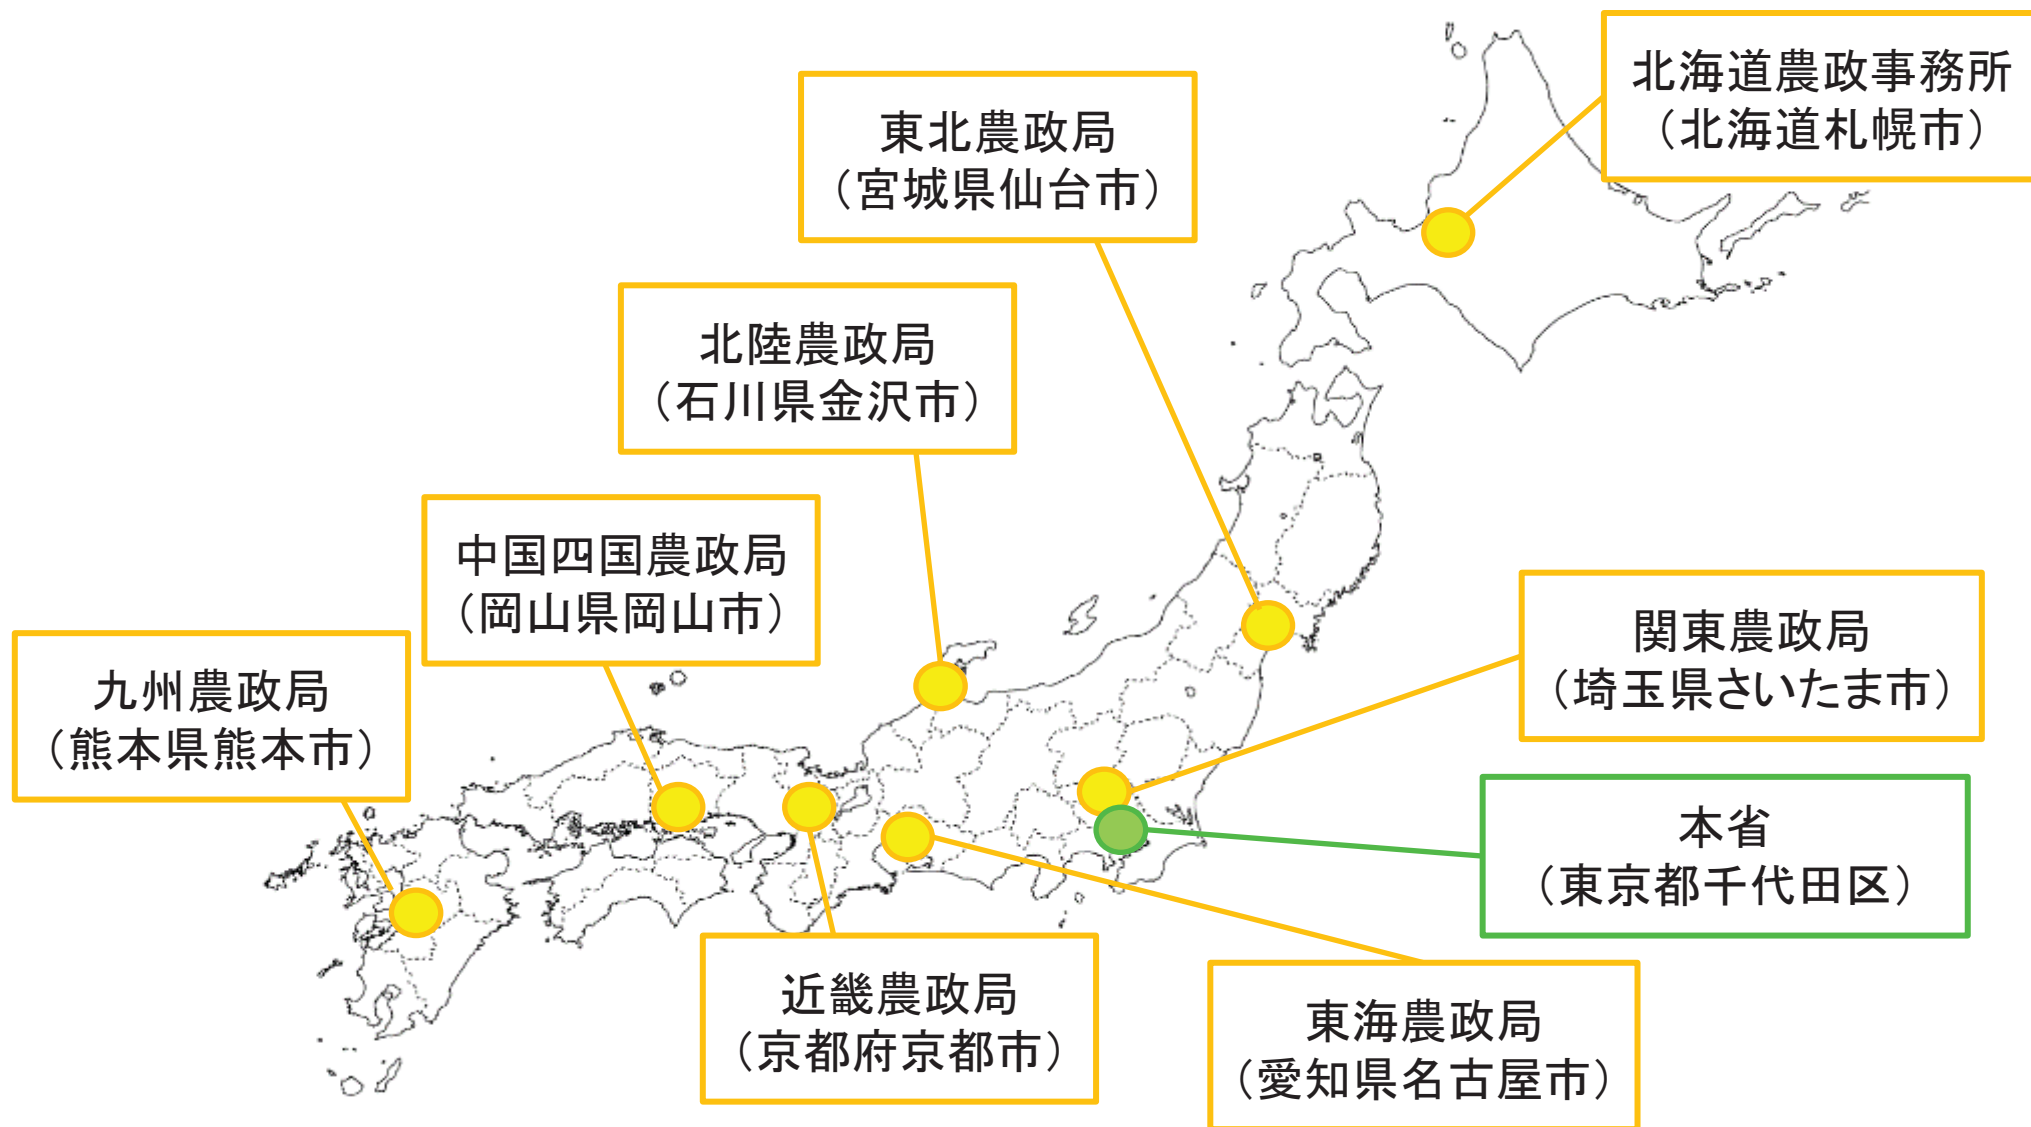 北海道農政事務所
（北海道札幌市）
東北農政局
（宮城県仙台市）
北陸農政局
（石川県金沢市）
中国四国農政局
（岡山県岡山市）
関東農政局
（埼玉県さいたま市）
九州農政局
（熊本県熊本市）
本省
（東京都千代田区）
近畿農政局
（京都府京都市）
東海農政局
（愛知県名古屋市）